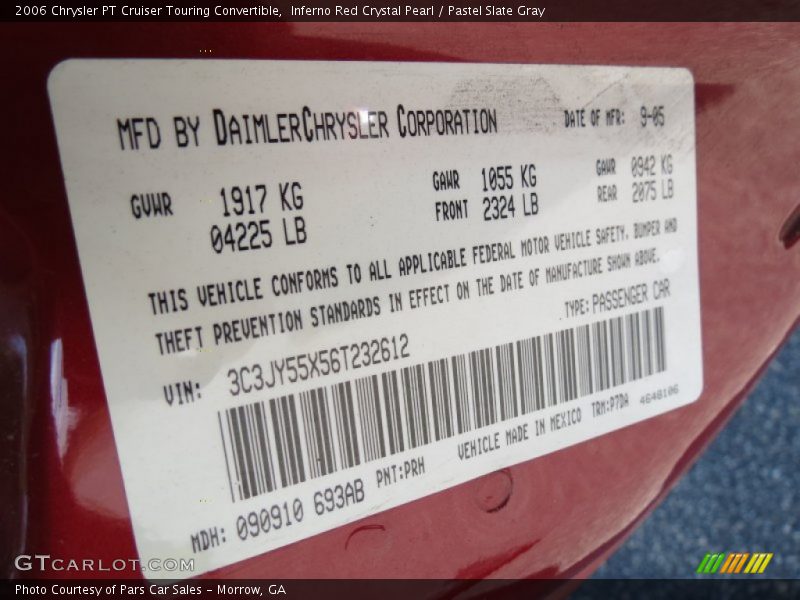 2006 Chrysler PT Cruiser Touring Convertible, Inferno Red Crystal Pearl / Pastel Slate Gray
MFD BY DAIMLERCHRYSLER CORPORATION DATE OF MFR: 9-05
GVWR 1917 KG GAWR 1055 KG GAWR 0942 KG
04225 LB FRONT 2324 LB REAR 2075 LB
THIS VEHICLE CONFORMS TO ALL APPLICABLE FEDERAL MOTOR VEHICLE SAFETY, BUMPER AND
THEFT PREVENTION STANDARDS IN EFFECT ON THE DATE OF MANUFACTURE SHOWN ABOVE.
VIN: 3C3JY55X56T232612 TYPE: PASSENGER CAR
MDH: 090910 693AB PNT:PRH VEHICLE MADE IN MEXICO TRM:P7DA 4648106
GTCARLOT.COM
Photo Courtesy of Pars Car Sales – Morrow, GA